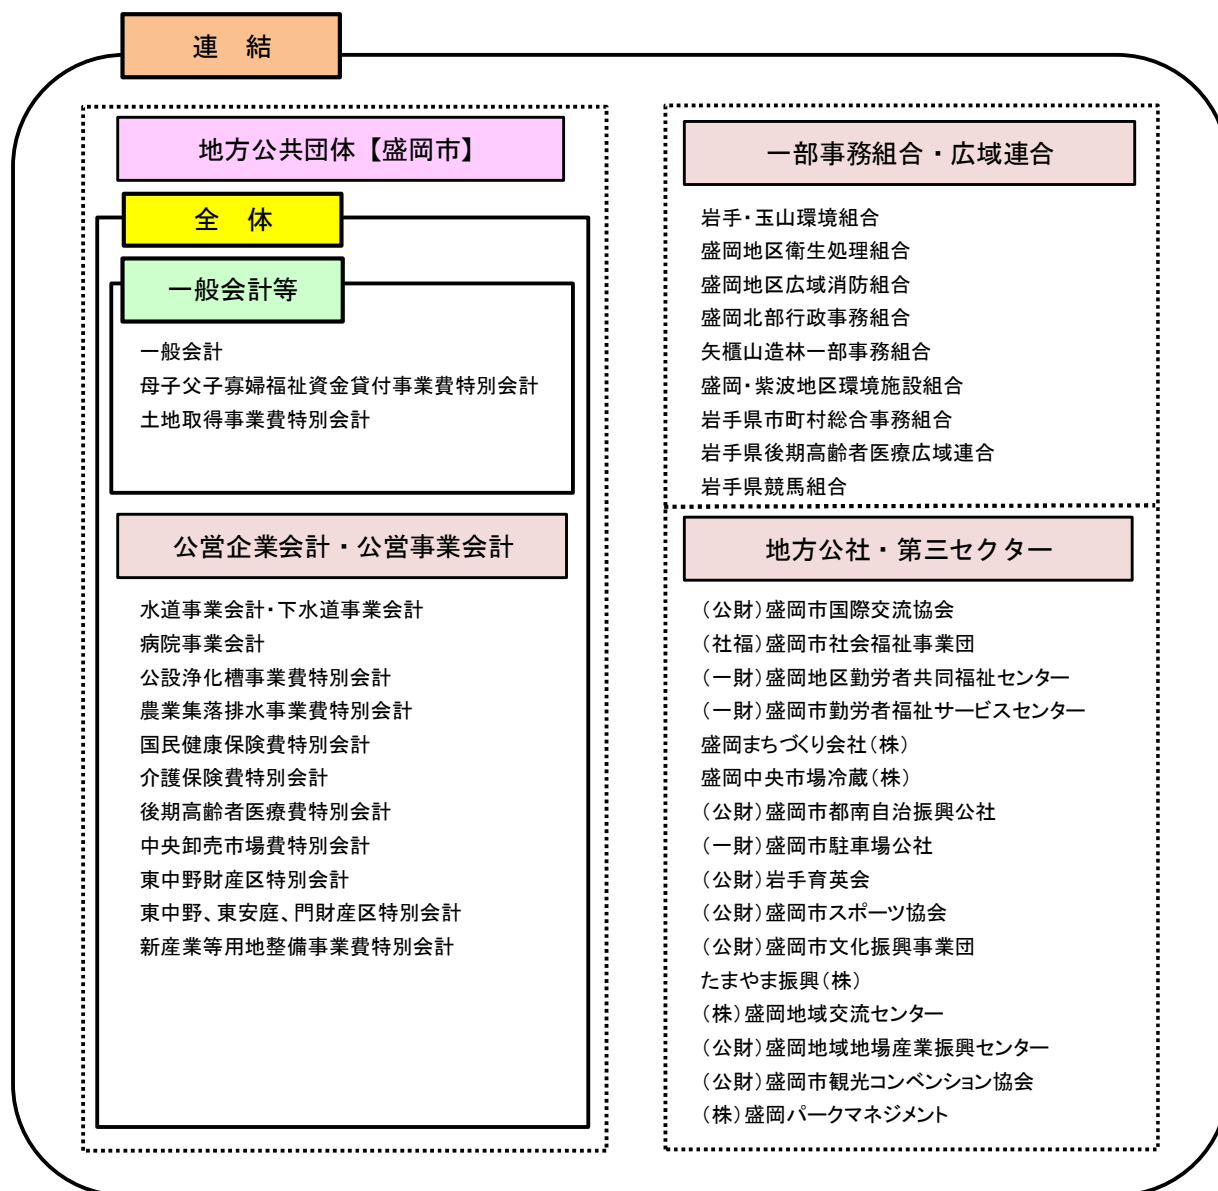 連　結
地方公共団体【盛岡市】
全　体
一般会計等
一般会計
母子父子寡婦福祉資金貸付事業費特別会計
土地取得事業費特別会計
公営企業会計・公営事業会計
水道事業会計・下水道事業会計
病院事業会計
公設浄化槽事業費特別会計
農業集落排水事業費特別会計
国民健康保険費特別会計
介護保険費特別会計
後期高齢者医療費特別会計
中央卸売市場費特別会計
東中野財産区特別会計
東中野、東安庭、門財産区特別会計
新産業等用地整備事業費特別会計
一部事務組合・広域連合
岩手・玉山環境組合
盛岡地区衛生処理組合
盛岡地区広域消防組合
盛岡北部行政事務組合
矢櫃山造林一部事務組合
盛岡・紫波地区環境施設組合
岩手県市町村総合事務組合
岩手県後期高齢者医療広域連合
岩手県競馬組合
地方公社・第三セクター
（公財）盛岡市国際交流協会
（社福）盛岡市社会福祉事業団
（一財）盛岡地区勤労者共同福祉センター
（一財）盛岡市勤労者福祉サービスセンター
盛岡まちづくり会社（株）
盛岡中央市場冷蔵（株）
（公財）盛岡市都南自治振興公社
（一財）盛岡市駐車場公社
（公財）岩手育英会
（公財）盛岡市スポーツ協会
（公財）盛岡市文化振興事業団
たまやま振興（株）
（株）盛岡地域交流センター
（公財）盛岡地域地場産業振興センター
（公財）盛岡市観光コンベンション協会
（株）盛岡パークマネジメント